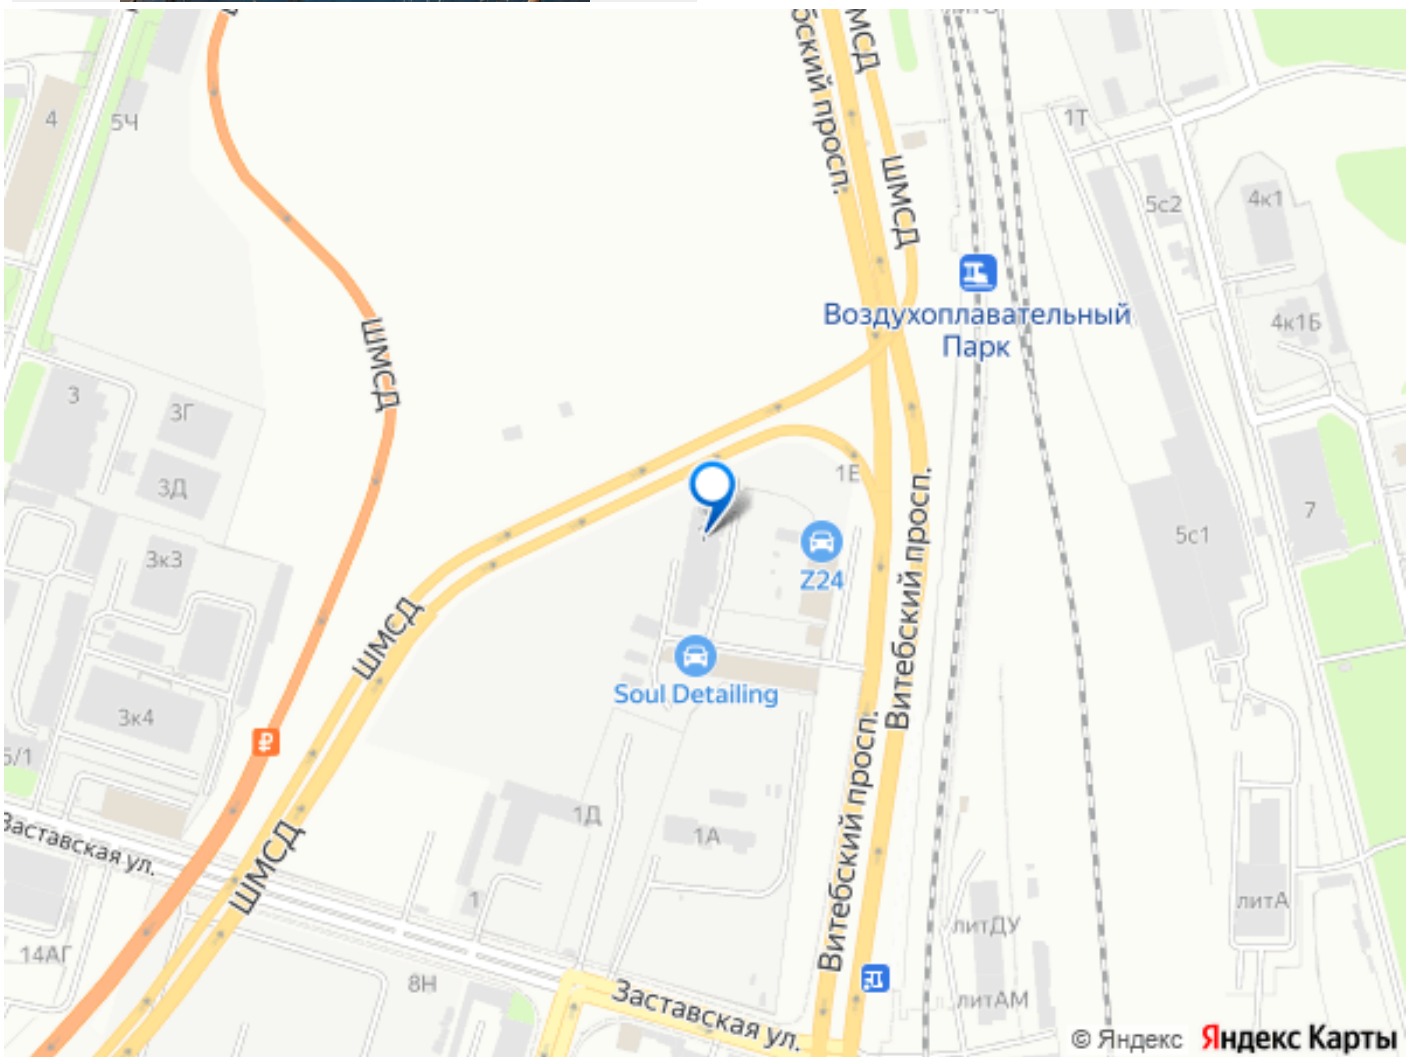 МСД
бский просп.
4
5Ч
1Т
ШМСД
5с2
4к1
Воздухоплавательный
Парк
4к1Б
ШМСД
3
3Г
3Д
1Е
7
5с1
Z24
3к3
Витебский просп.
ШМСД
Soul Detailing
3к4
5/1
Витебский просп.
1Д
1А
Заставская ул.
ШМСД
1
литА
литДУ
14АГ
8Н
Заставская ул.
литАМ
© Яндекс Яндекс Карты